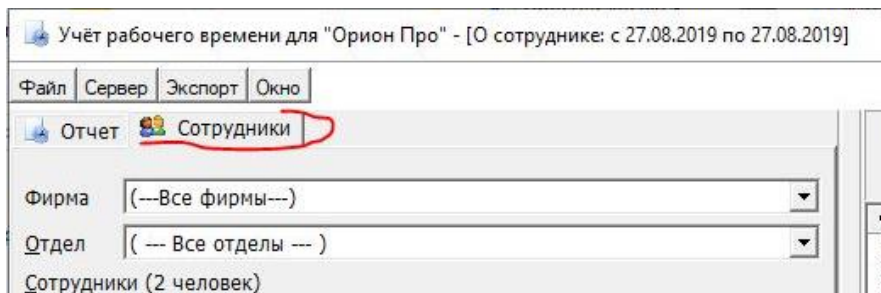 Учёт рабочего времени для "Орион Про" - [О сотруднике: с 27.08.2019 по 27.08.2019]
Файл Сервер Экспорт Окно
Отчет Сотрудники
Фирма (---Все фирмы---)
Отдел ( --- Все отделы --- )
Сотрудники (2 человек)